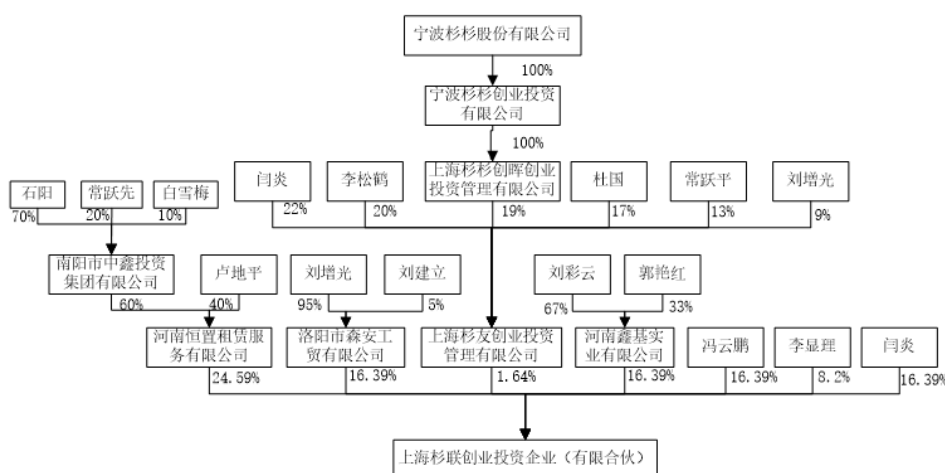 宁波杉杉股份有限公司
100%
宁波杉杉创业投资
有限公司
100%
石阳
常跃先
白雪梅
闫炎
李松鹤
上海杉杉创晖创业
投资管理有限公司
杜国
常跃平
刘增光
70%
20%
10%
22%
20%
19%
17%
13%
9%
南阳市中鑫投资
集团有限公司
卢地平
刘增光
刘建立
刘彩云
郭艳红
60%
40%
95%
5%
67%
33%
河南恒置租赁服
务有限公司
洛阳市森安工
贸有限公司
上海杉友创业投资
管理有限公司
河南鑫基实
业有限公司
冯云鹏
李显理
闫炎
24.59%
16.39%
1.64%
16.39%
16.39%
8.2%
16.39%
上海杉联创业投资企业（有限合伙）